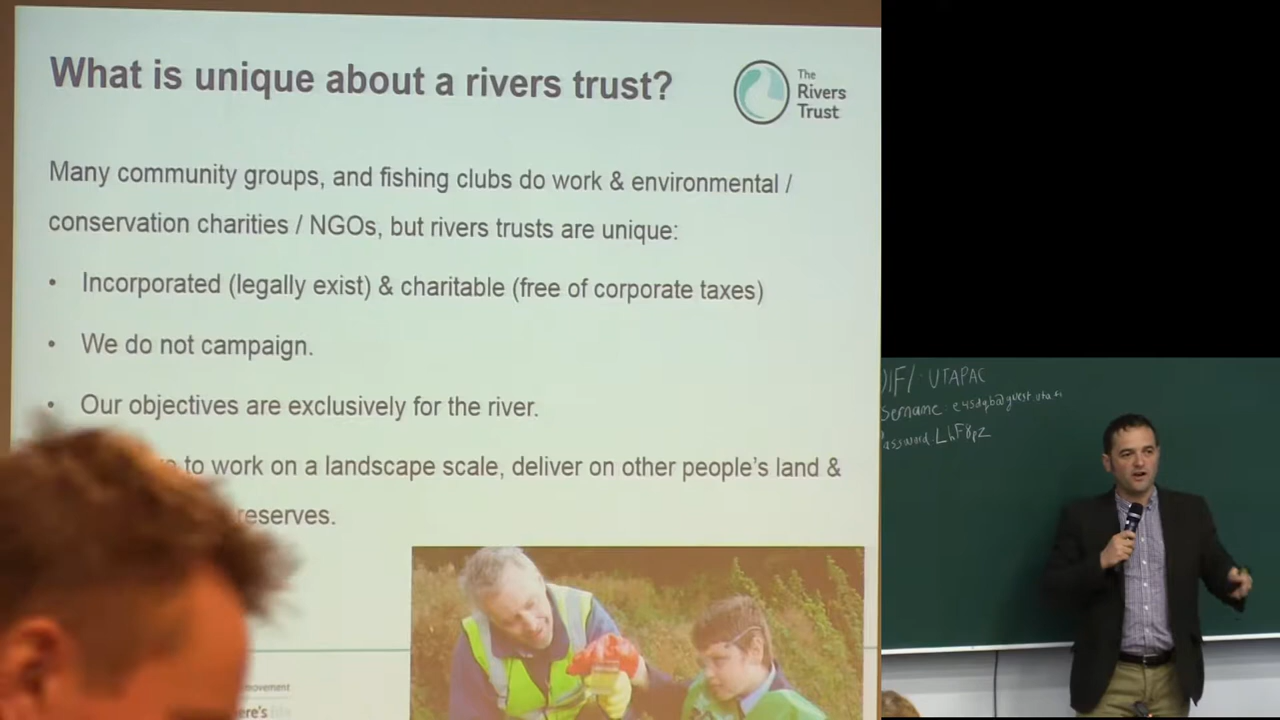 What is unique about a rivers trust?
The
Rivers
Trust
Many community groups, and fishing clubs do work & environmental /
conservation charities / NGOs, but rivers trusts are unique:
• Incorporated (legally exist) & charitable (free of corporate taxes)
• We do not campaign.
• Our objectives are exclusively for the river.
to work on a landscape scale, deliver on other people's land &
reserves.
UTAPAC